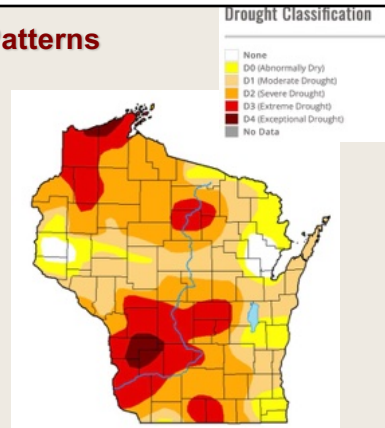 Drought Classification
atterns
None
D0 (Abnormally Dry)
D1 (Moderate Drought)
D2 (Severe Drought)
D3 (Extreme Drought)
D4 (Exceptional Drought)
No Data